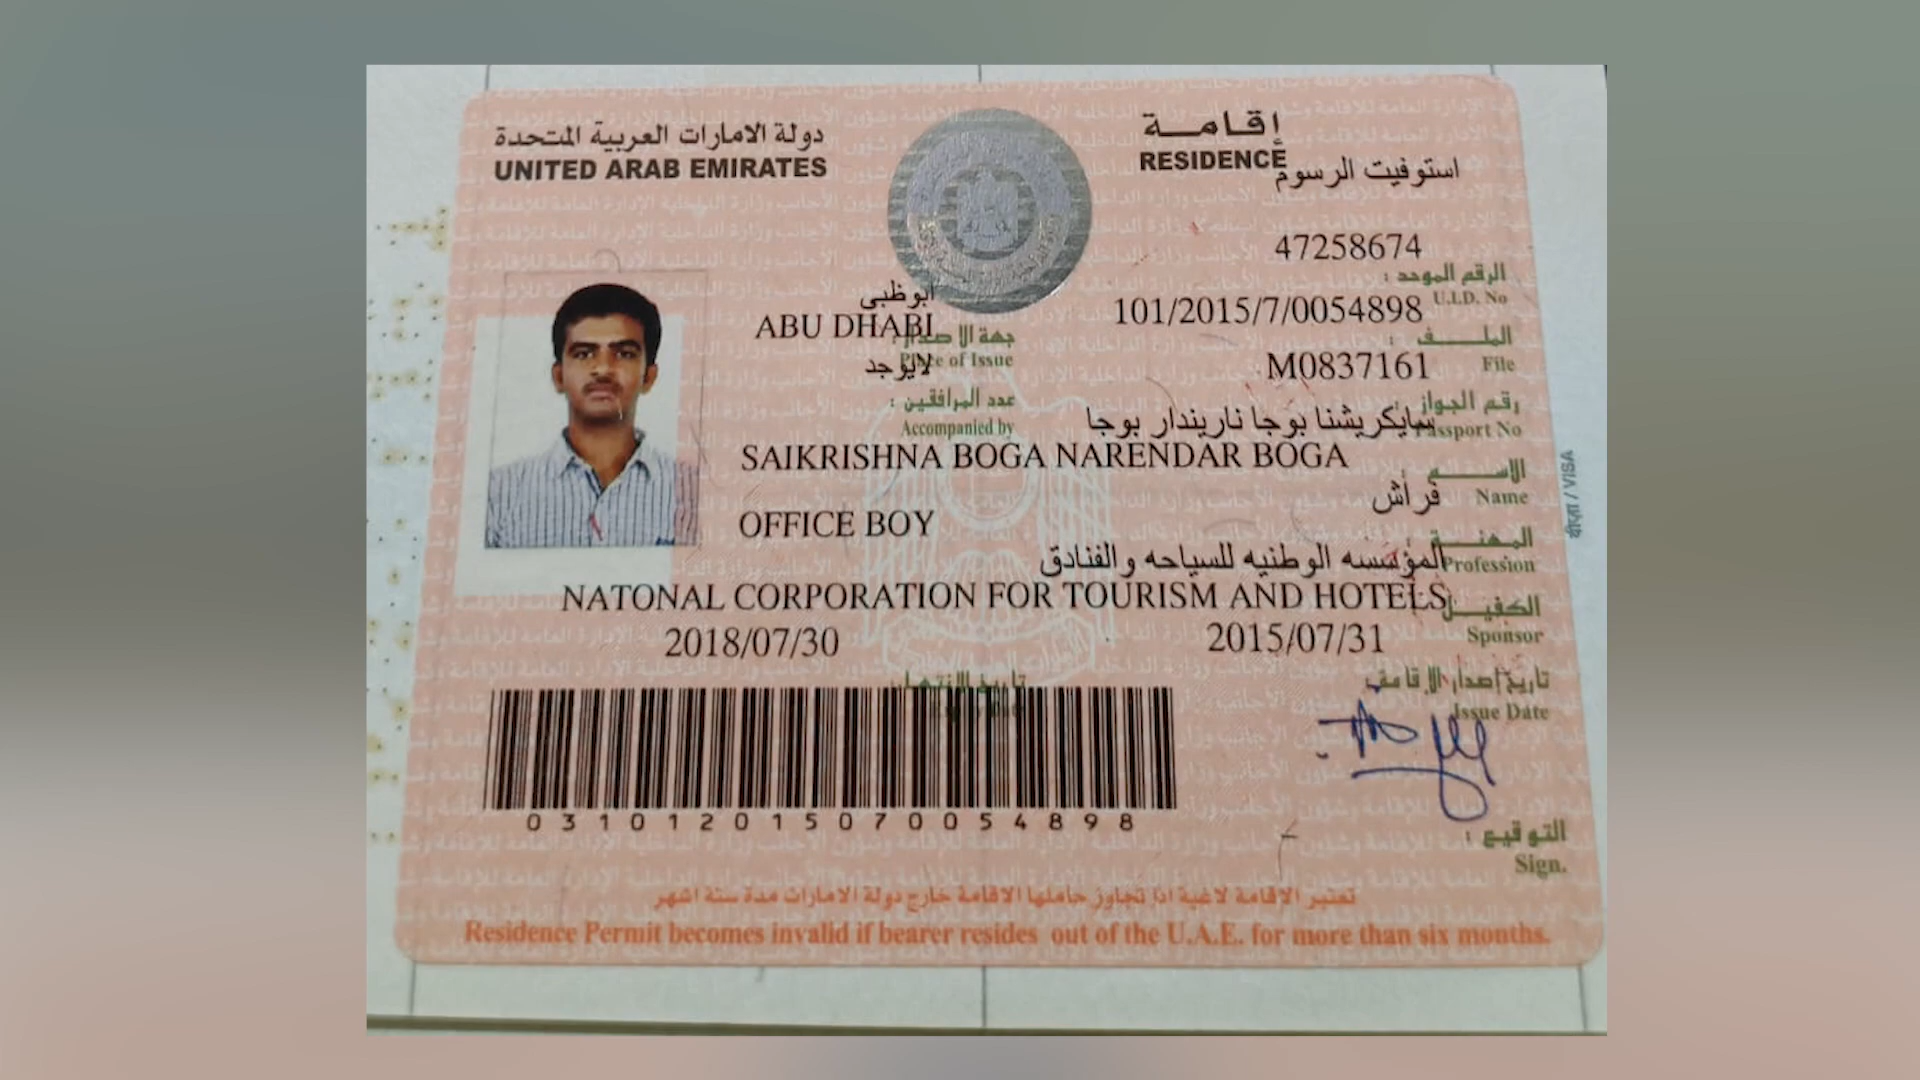 دولة الامارات العربية المتحدة
UNITED ARAB EMIRATES
إقامة
RESIDENCE
استوفيت الرسوم
47258674
الرقم الموحد :
U.I.D. No
ابوظبى
ABU DHABI
جهة الاصدار :
Place of Issue
101/2015/7/0054898
الملف :
File
لايوجد
عدد المرافقين :
Accompanied by
M0837161
رقم الجواز :
Passport No
سايكريشنا بوجا ناريندار بوجا
SAIKRISHNA BOGA NARENDAR BOGA
الاسم :
Name
فراش
OFFICE BOY
المهنة :
Profession
المؤسسه الوطنيه للسياحه والفنادق
NATONAL CORPORATION FOR TOURISM AND HOTELS
الكفيل
Sponsor
2018/07/30
2015/07/31
تاريخ الانتهاء
تاريخ إصدار الإقامة
Issue Date
031012015070054898
التوقيع :
Sign.
تعتبر الاقامة لاغية اذا تجاوز حاملها الاقامة خارج دولة الامارات مدة ستة اشهر
Residence Permit becomes invalid if bearer resides out of the U.A.E. for more than six months.
वीज़ा / VISA